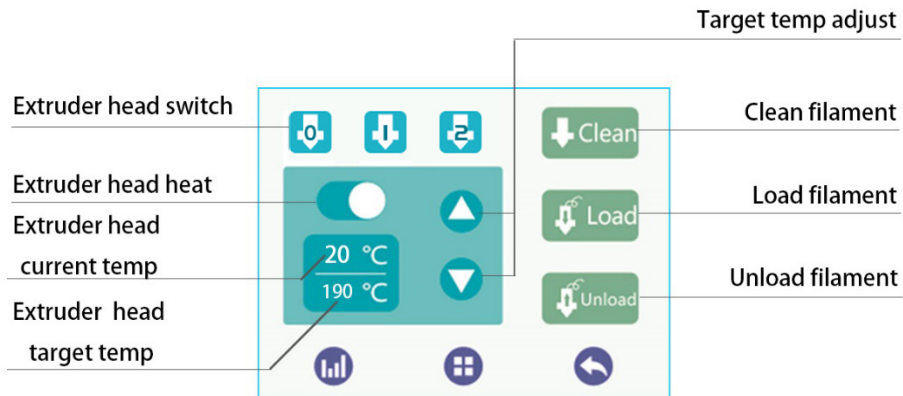 Target temp adjust
Extruder head switch
0
1
2
Clean
Clean filament
Extruder head heat
Load
Load filament
Extruder head
current temp
20 °C
190 °C
Unload
Unload filament
Extruder head
target temp